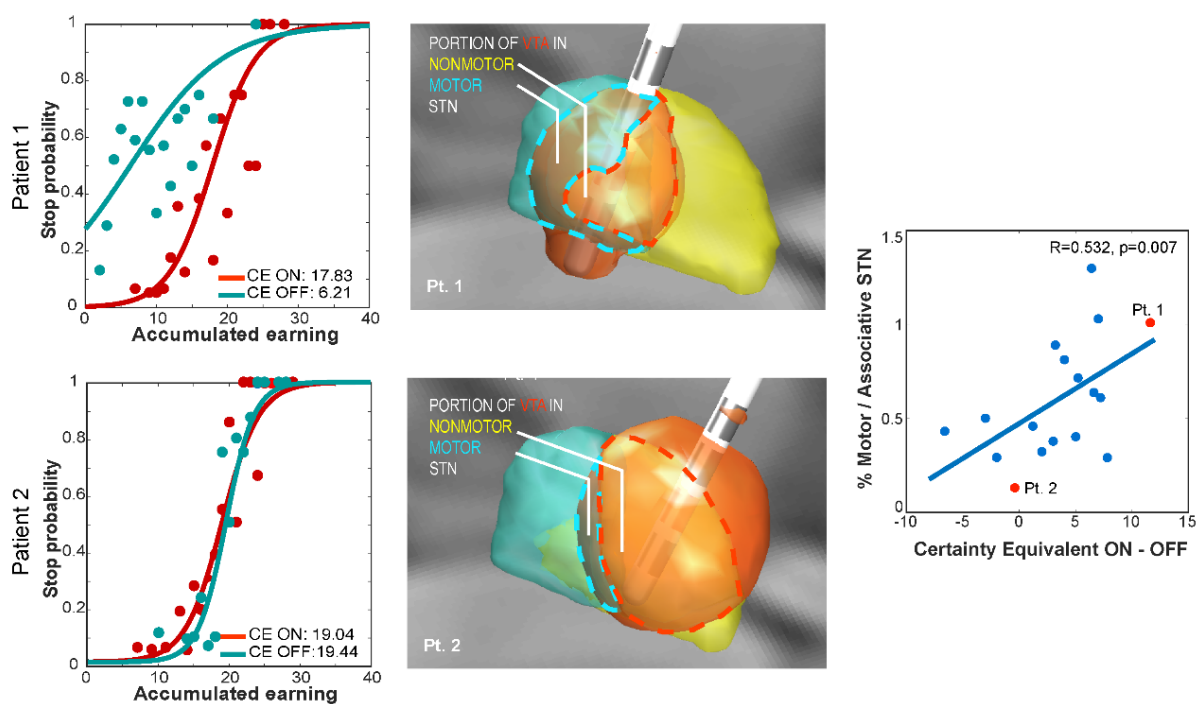 Patient 1
Stop probability
1
0.8
0.6
0.4
0.2
0
CE ON: 17.83
CE OFF: 6.21
0 10 20 30 40
Accumulated earning
PORTION OF VTA IN
NONMOTOR
MOTOR
STN
Pt. 1
Patient 2
Stop probability
1
0.8
0.6
0.4
0.2
0
CE ON: 19.04
CE OFF:19.44
0 10 20 30 40
Accumulated earning
PORTION OF VTA IN
NONMOTOR
MOTOR
STN
Pt. 2
% Motor / Associative STN
1.5
1
0.5
0
R=0.532, p=0.007
Pt. 1
Pt. 2
-10 -5 0 5 10 15
Certainty Equivalent ON - OFF